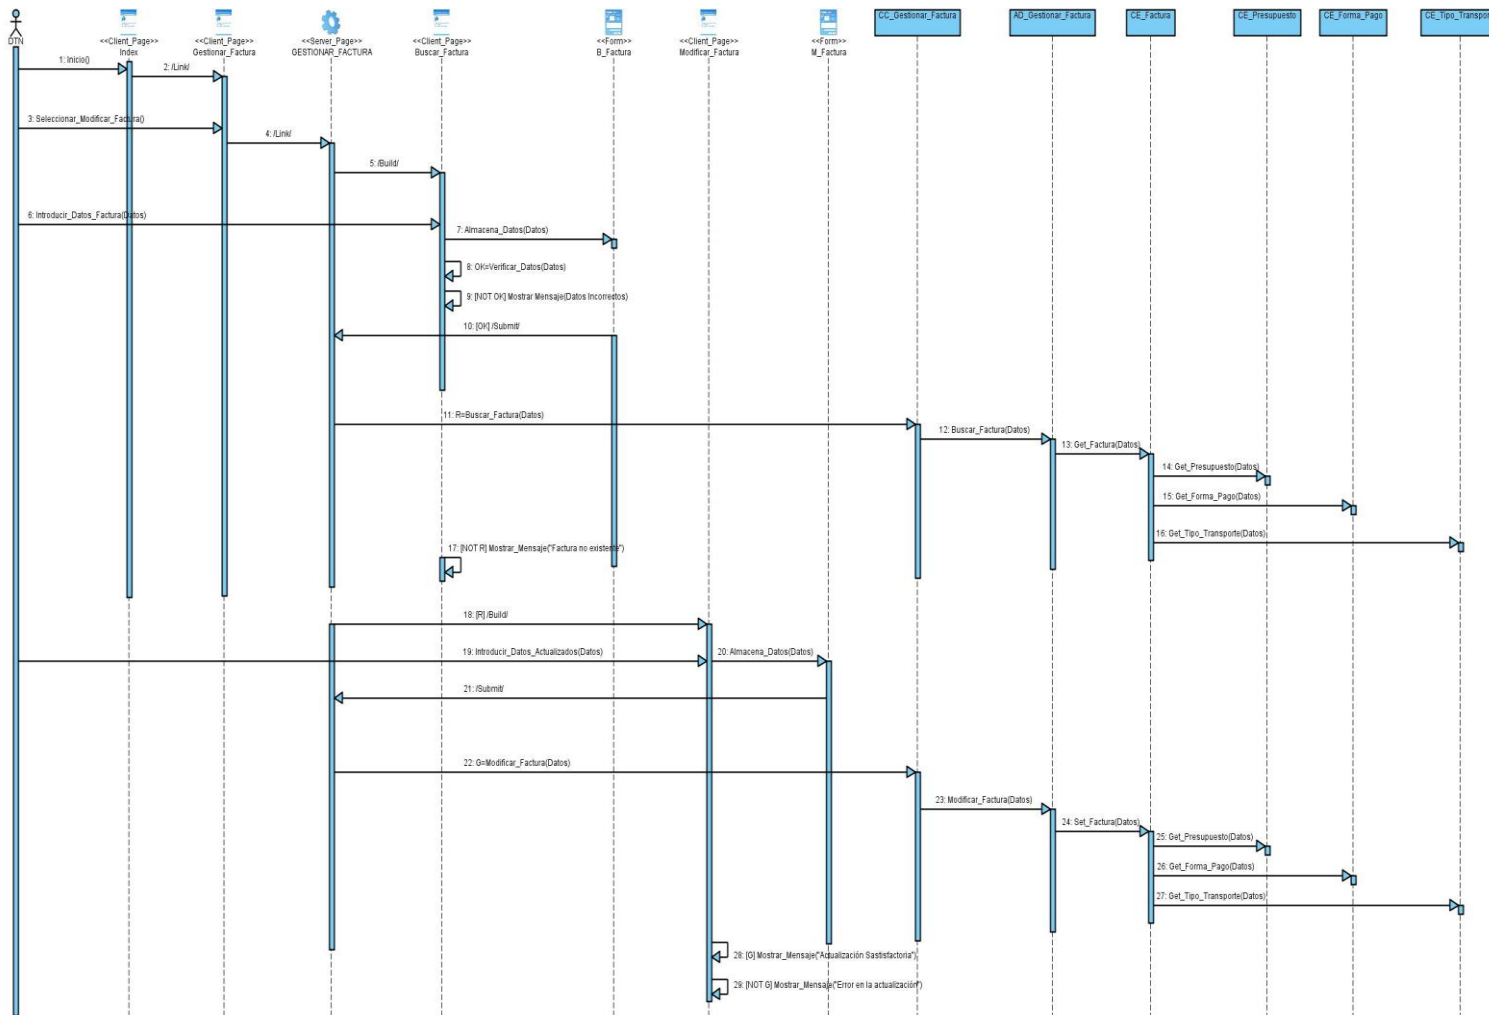 CC_Gestionar_Factura
AD_Gestionar_Factura
CE_Factura
CE_Presupuesto
CE_Forma_Pago
CE_Tipo_Transport
DTN
<<Client_Page>>
Index
<<Client_Page>>
Gestionar_Factura
<<Server_Page>>
GESTIONAR_FACTURA
<<Client_Page>>
Buscar_Factura
<<Form>>
B_Factura
<<Client_Page>>
Modificar_Factura
<<Form>>
M_Factura
1: Inicio()
2: /Link/
3: Seleccionar_Modificar_Factura()
4: /Link/
5: /Build/
6: Introducir_Datos_Factura(Datos)
7: Almacena_Datos(Datos)
8: OK=Verificar_Datos(Datos)
9: [NOT OK] Mostrar Mensaje(Datos Incorrectos)
10: [OK] /Submit/
11: R=Buscar_Factura(Datos)
12: Buscar_Factura(Datos)
13: Get_Factura(Datos)
14: Get_Presupuesto(Datos)
15: Get_Forma_Pago(Datos)
16: Get_Tipo_Transporte(Datos)
17: [NOT R] Mostrar_Mensaje("Factura no existente")
18: [R] /Build/
19: Introducir_Datos_Actualizados(Datos)
20: Almacena_Datos(Datos)
21: /Submit/
22: G=Modificar_Factura(Datos)
23: Modificar_Factura(Datos)
24: Set_Factura(Datos)
25: Get_Presupuesto(Datos)
26: Get_Forma_Pago(Datos)
27: Get_Tipo_Transporte(Datos)
28: [G] Mostrar_Mensaje("Actualización Sastisfactoria")
29: [NOT G] Mostrar_Mensaje("Error en la actualización")